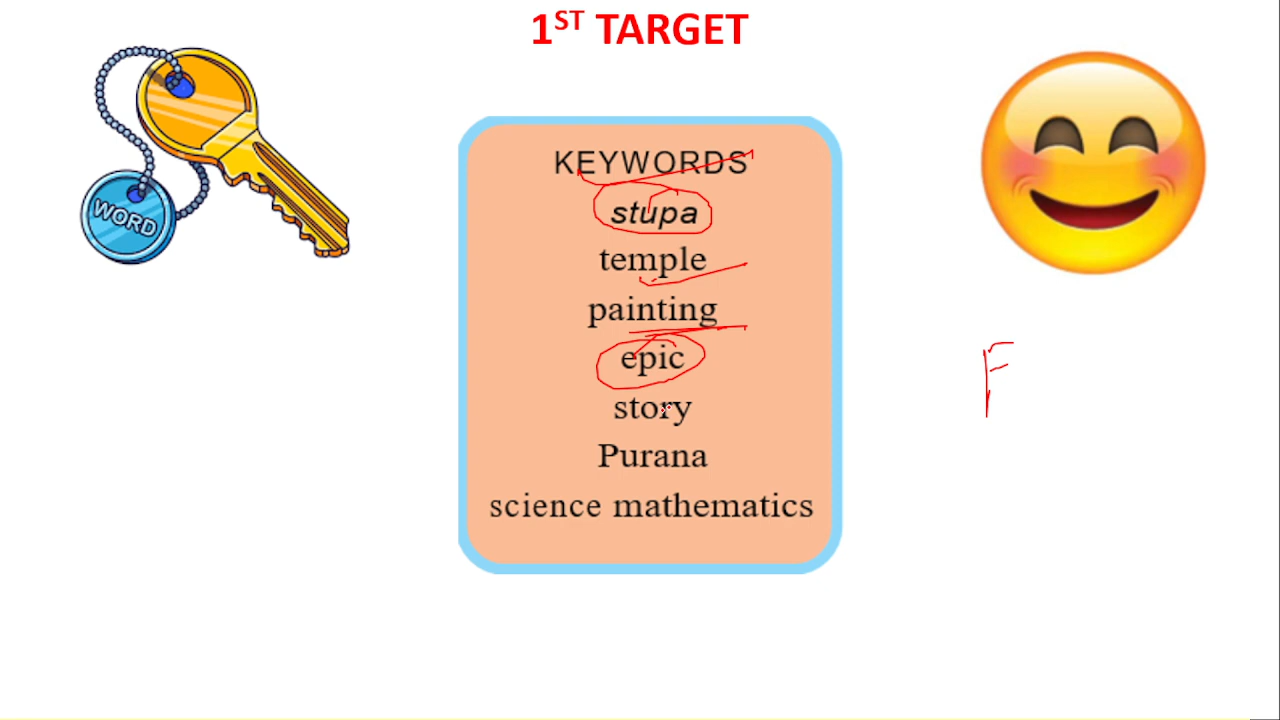 1ST TARGET
WORD
KEYWORDS
stupa
temple
painting
epic
story
Purana
science mathematics
F